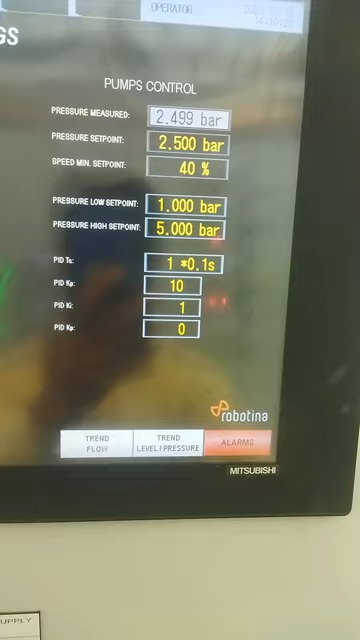 OPERATOR
GS
PUMPS CONTROL
PRESSURE MEASURED: 2.499 bar
PRESSURE SETPOINT: 2.500 bar
SPEED MIN. SETPOINT: 40 %
PRESSURE LOW SETPOINT: 1.000 bar
PRESSURE HIGH SETPOINT: 5.000 bar
PID Ts: 1 *0.1s
PID Kp: 10
PID Ki: 1
PID Kp: 0
robotina
TREND FLOW
TREND LEVEL/PRESSURE
ALARMS
MITSUBISHI
UPPLY